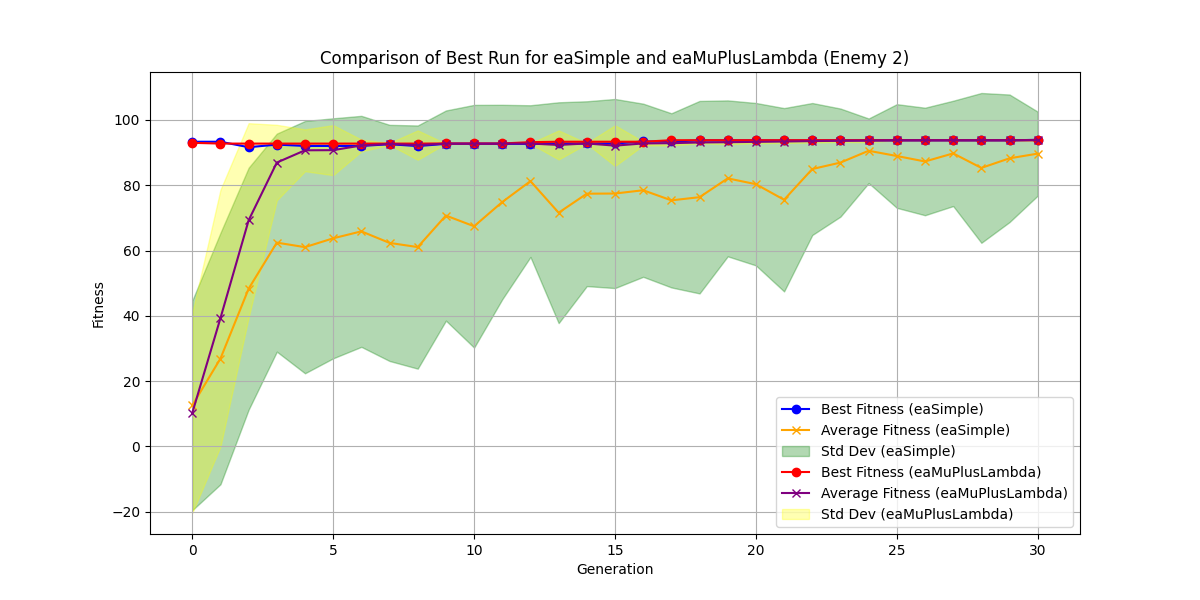 Comparison of Best Run for eaSimple and eaMuPlusLambda (Enemy 2)
Fitness
100
80
60
40
20
0
−20
Best Fitness (eaSimple)
Average Fitness (eaSimple)
Std Dev (eaSimple)
Best Fitness (eaMuPlusLambda)
Average Fitness (eaMuPlusLambda)
Std Dev (eaMuPlusLambda)
0 5 10 15 20 25 30
Generation